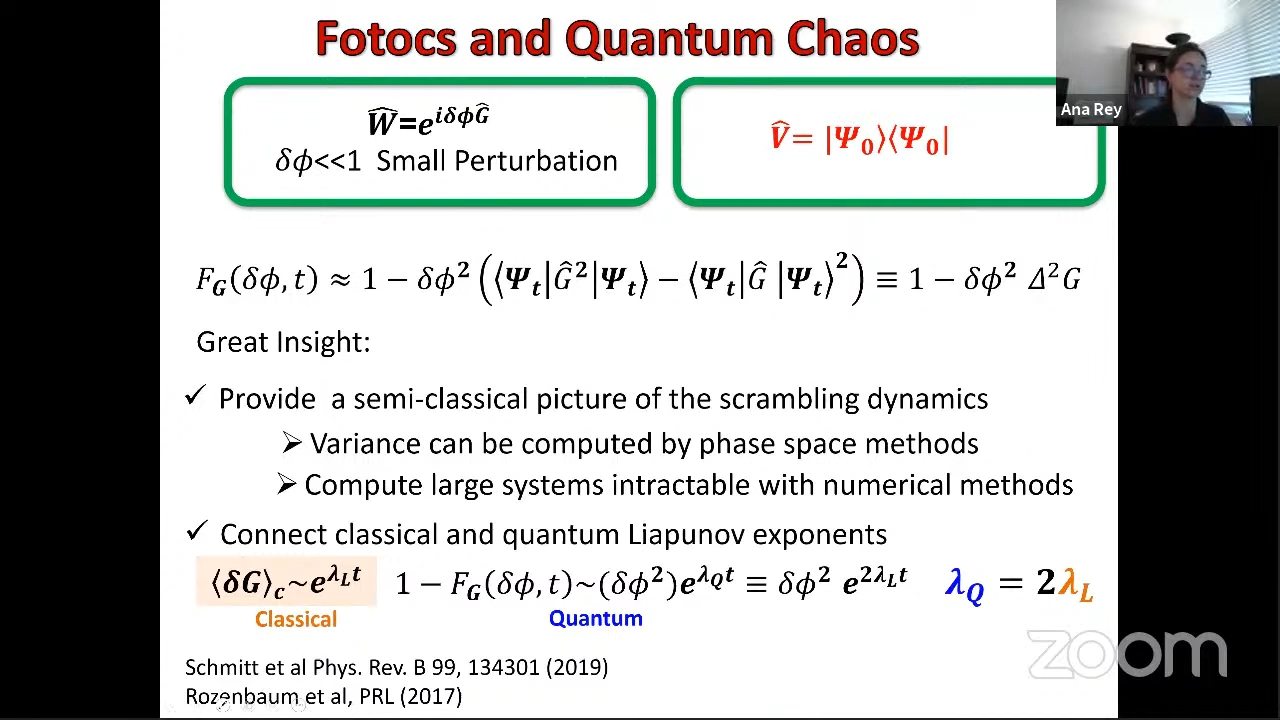 Fotocs and Quantum Chaos
Ana Rey
Ŵ=e^{iδϕĜ}
δϕ<<1 Small Perturbation
V̂= |Ψ₀⟩⟨Ψ₀|
F_G(δϕ, t) ≈ 1 − δϕ² (⟨Ψ_t|Ĝ²|Ψ_t⟩ − ⟨Ψ_t|Ĝ |Ψ_t⟩²) ≡ 1 − δϕ² Δ²G
Great Insight:
✓ Provide a semi-classical picture of the scrambling dynamics
➢ Variance can be computed by phase space methods
➢ Compute large systems intractable with numerical methods
✓ Connect classical and quantum Liapunov exponents
⟨δG⟩_c~e^{λ_L t} 1 − F_G(δϕ, t)~(δϕ²)e^{λ_Q t} ≡ δϕ² e^{2λ_L t} λ_Q = 2λ_L
Classical Quantum
zoom
Schmitt et al Phys. Rev. B 99, 134301 (2019)
Rozenbaum et al, PRL (2017)